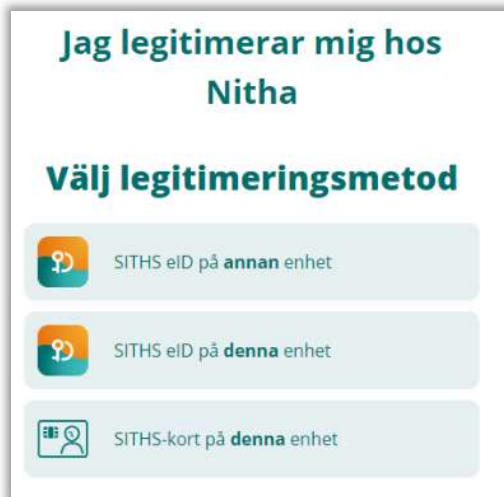 Jag legitimerar mig hos
Nitha
Välj legitimeringsmetod
SITHS eID på annan enhet
SITHS eID på denna enhet
SITHS-kort på denna enhet